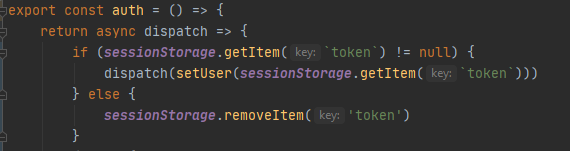 export const auth = () => {
return async dispatch => {
if (sessionStorage.getItem( key: `token`) != null) {
dispatch(setUser(sessionStorage.getItem( key: `token`)))
} else {
sessionStorage.removeItem( key: 'token')
}